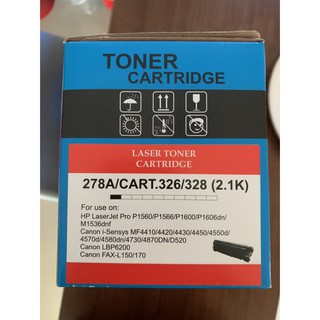 TONER
CARTRIDGE
LASER TONER
CARTRIDGE
278A/CART.326/328 (2.1K)
For use on:
HP LaserJet Pro P1560/P1566/P1600/P1606dn/
M1536dnf
Canon i-Sensys MF4410/4420/4430/4450/4550d/
4570d/4580dn/4730/4870DN/D520
Canon LBP6200
Canon FAX-L150/170